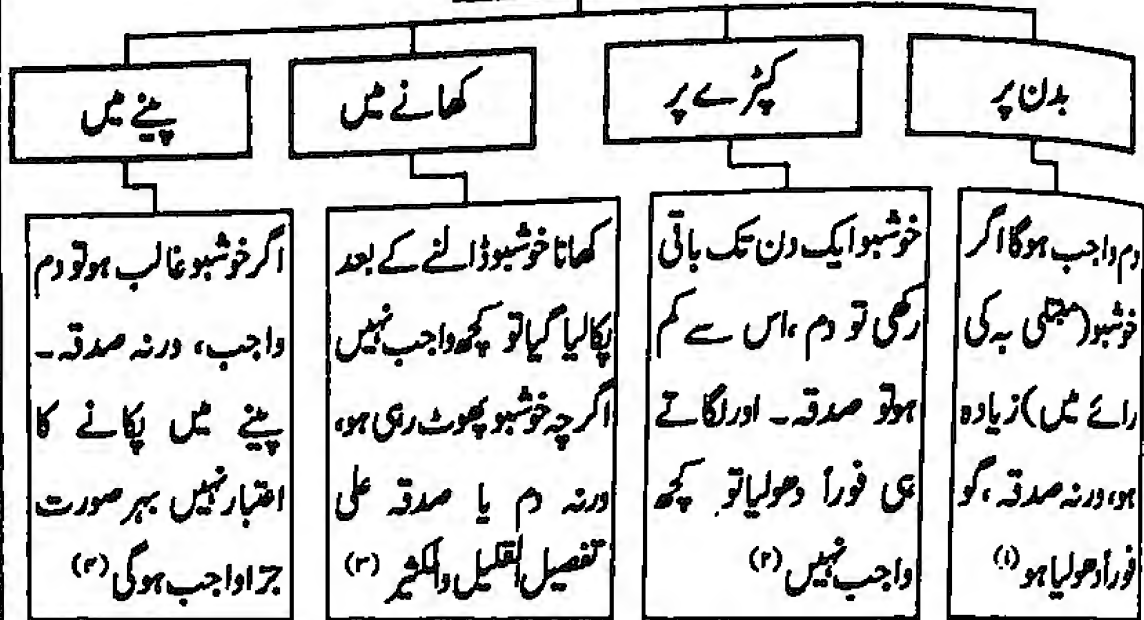 بدن پر
کپڑے پر
کھانے میں
پینے میں
دم واجب ہوگا اگر
خوشبو (مبتلٰی بہ کی
رائے میں) زیادہ
ہو، ورنہ صدقہ، گو
فوراً دھولیا ہو (۱)
خوشبو ایک دن تک باقی
رکھی تو دم، اس سے کم
ہو تو صدقہ۔ اور لگاتے
ہی فوراً دھولیا تو کچھ
واجب نہیں (۲)
کھانا خوشبو ڈالنے کے بعد
پکالیا گیا تو کچھ واجب نہیں
اگرچہ خوشبو پھوٹ رہی ہو،
ورنہ دم یا صدقہ علی
تفصیل القلیل والکثیر (۳)
اگر خوشبو غالب ہو تو دم
واجب، ورنہ صدقہ۔
پینے میں پکانے کا
اعتبار نہیں بہر صورت
جزا واجب ہوگی (۴)